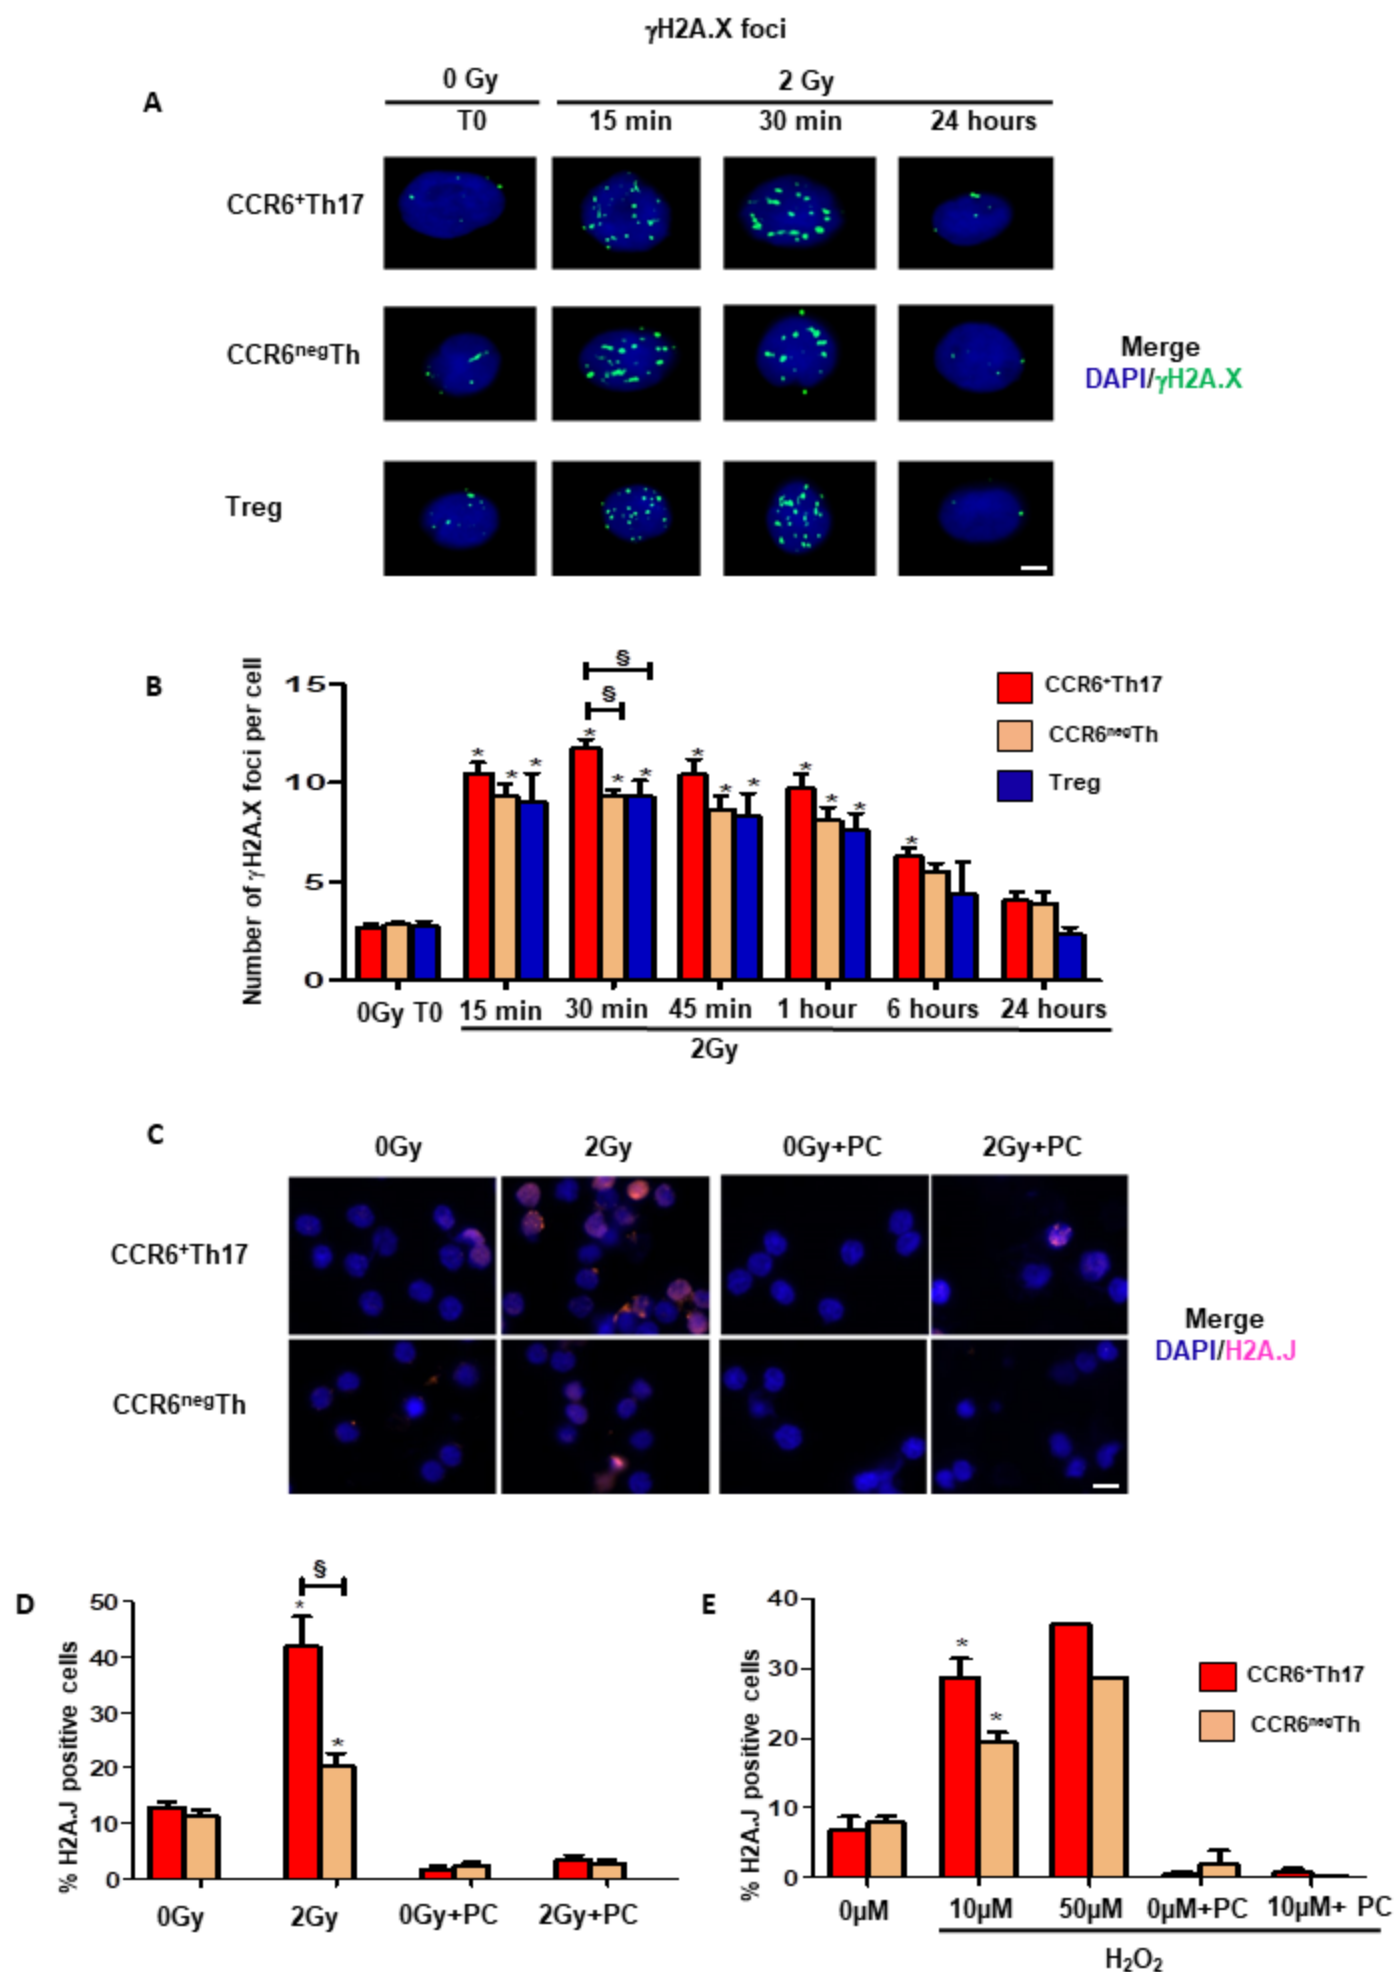 γH2A.X foci
A
0 Gy
2 Gy
T0
15 min
30 min
24 hours
CCR6⁺Th17
CCR6ⁿᵉᵍTh
Treg
Merge
DAPI/γH2A.X
B
Number of γH2A.X foci per cell
15
10
5
0
§
§
* * *
* * *
* * *
* * *
*
CCR6⁺Th17
CCR6ⁿᵉᵍTh
Treg
0Gy T0
15 min
30 min
45 min
1 hour
6 hours
24 hours
2Gy
C
0Gy
2Gy
0Gy+PC
2Gy+PC
CCR6⁺Th17
CCR6ⁿᵉᵍTh
Merge
DAPI/H2A.J
D
% H2A.J positive cells
50
40
30
20
10
0
§
*
*
0Gy
2Gy
0Gy+PC
2Gy+PC
E
% H2A.J positive cells
40
30
20
10
0
*
*
CCR6⁺Th17
CCR6ⁿᵉᵍTh
0µM
10µM
50µM
0µM+PC
10µM+ PC
H₂O₂